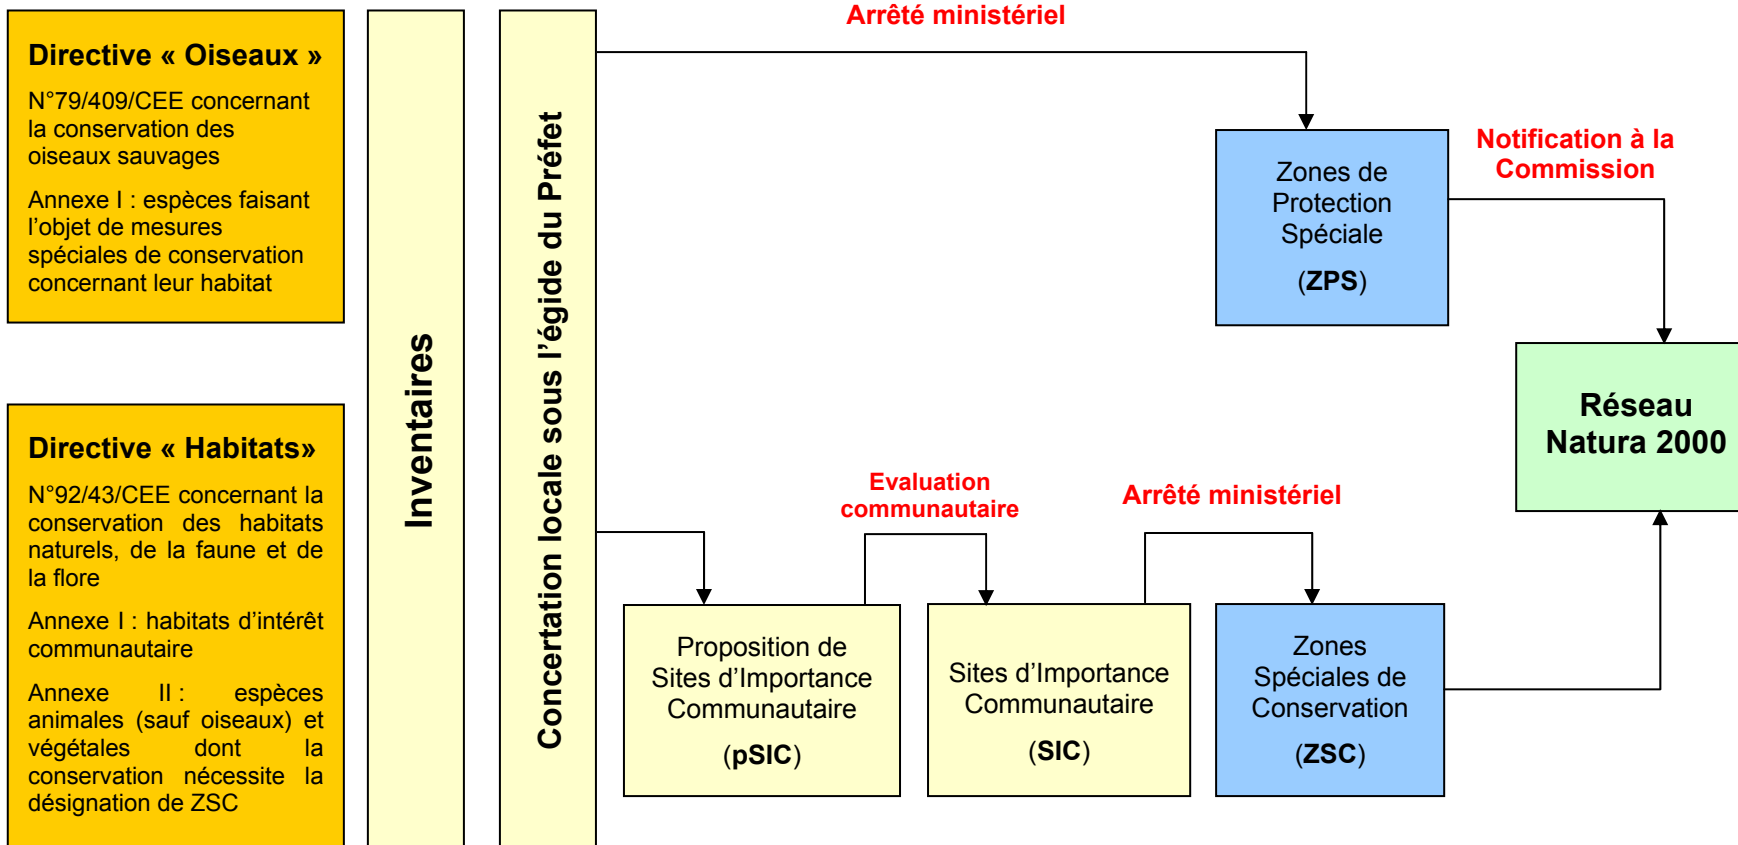 Directive « Oiseaux »
N°79/409/CEE concernant
la conservation des
oiseaux sauvages
Annexe I : espèces faisant
l’objet de mesures
spéciales de conservation
concernant leur habitat
Directive « Habitats»
N°92/43/CEE concernant la
conservation des habitats
naturels, de la faune et de
la flore
Annexe I : habitats d’intérêt
communautaire
Annexe II : espèces
animales (sauf oiseaux) et
végétales dont la
conservation nécessite la
désignation de ZSC
Inventaires
Concertation locale sous l’égide du Préfet
Arrêté ministériel
Zones de
Protection
Spéciale
(ZPS)
Notification à la
Commission
Réseau
Natura 2000
Proposition de
Sites d’Importance
Communautaire
(pSIC)
Evaluation
communautaire
Sites d’Importance
Communautaire
(SIC)
Arrêté ministériel
Zones
Spéciales de
Conservation
(ZSC)